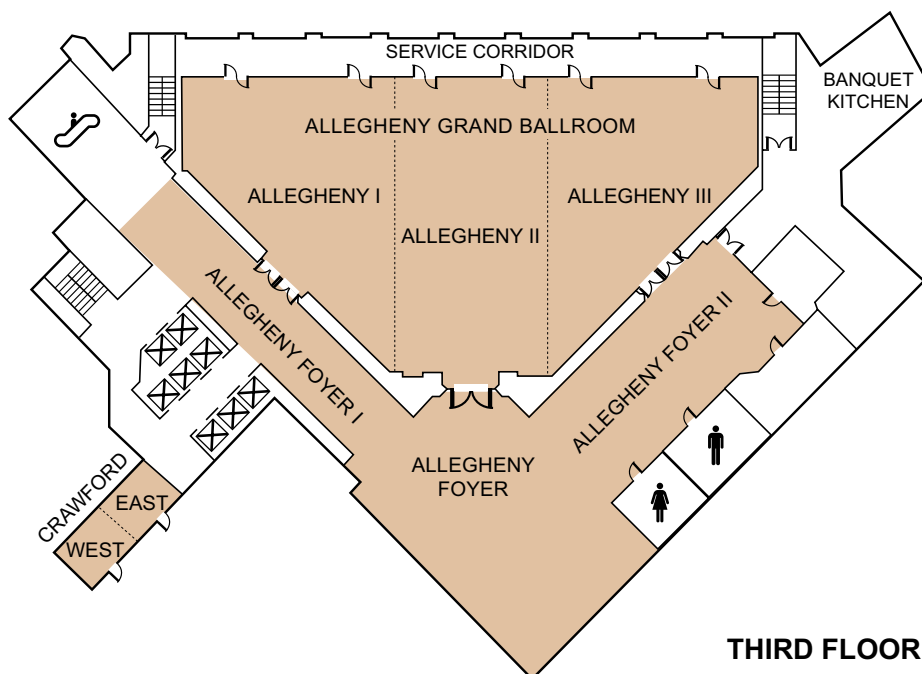 SERVICE CORRIDOR
BANQUET
KITCHEN
ALLEGHENY GRAND BALLROOM
ALLEGHENY I
ALLEGHENY III
ALLEGHENY II
ALLEGHENY FOYER I
ALLEGHENY FOYER II
ALLEGHENY
FOYER
CRAWFORD
EAST
WEST
THIRD FLOOR